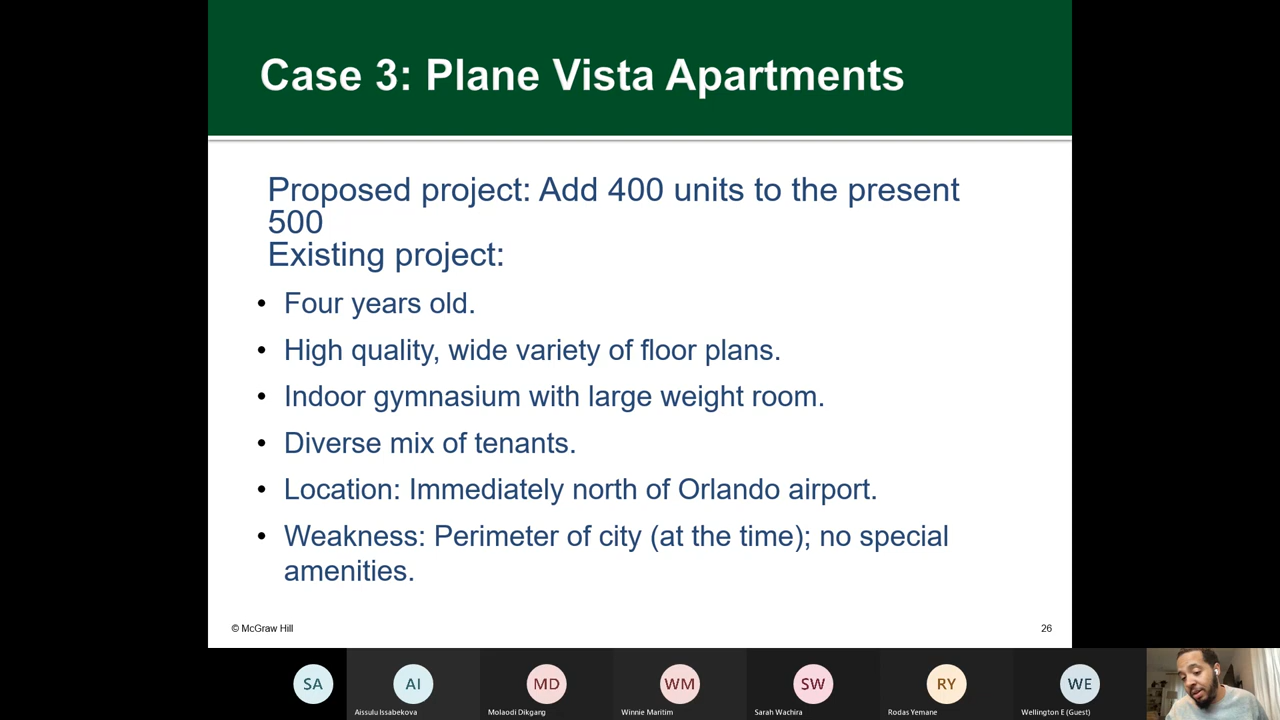 Case 3: Plane Vista Apartments
Proposed project: Add 400 units to the present
500
Existing project:
• Four years old.
• High quality, wide variety of floor plans.
• Indoor gymnasium with large weight room.
• Diverse mix of tenants.
• Location: Immediately north of Orlando airport.
• Weakness: Perimeter of city (at the time); no special
amenities.
© McGraw Hill
26
SA
AI
MD
WM
SW
RY
WE
Aissulu Issabekova
Molaodi Dikgang
Winnie Maritim
Sarah Wachira
Rodas Yemane
Wellington E (Guest)